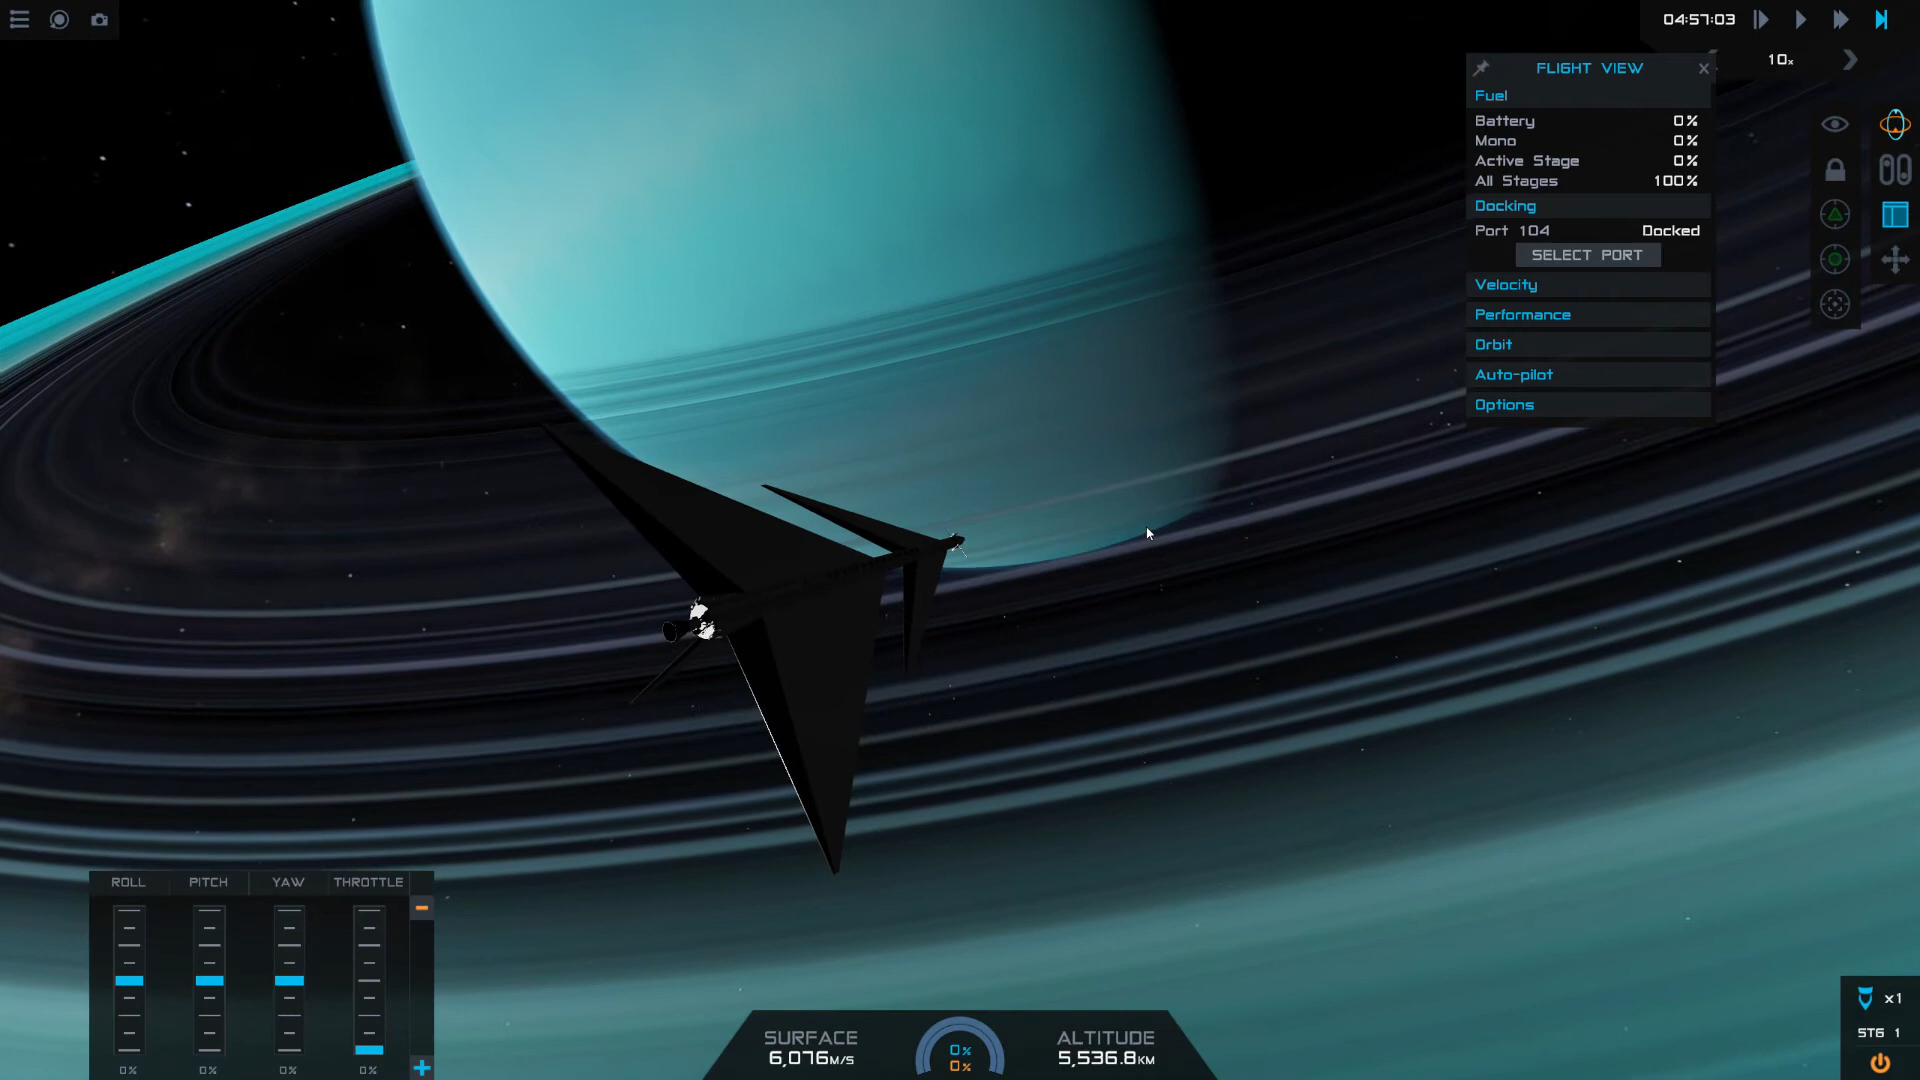 04:57:03
10x
FLIGHT VIEW
Fuel
Battery 0%
Mono 0%
Active Stage 0%
All Stages 100%
Docking
Port 104 Docked
SELECT PORT
Velocity
Performance
Orbit
Auto-pilot
Options
ROLL PITCH YAW THROTTLE
0% 0% 0% 0%
SURFACE
6,076M/S
0%
0%
ALTITUDE
5,536.8KM
x1
STG 1